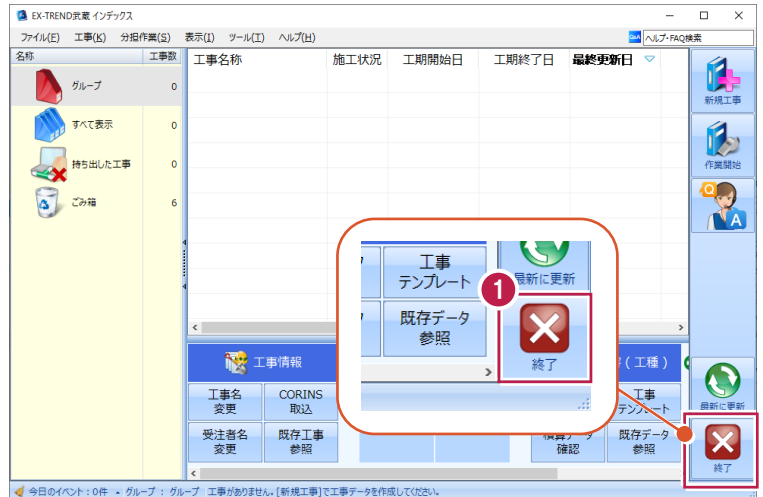 EX-TREND武蔵 インデックス
ファイル(F) 工事(K) 分担作業(S) 表示(I) ツール(T) ヘルプ(H)
Q&A ヘルプ・FAQ検索
名称 工事数
グループ 0
すべて表示 0
持ち出した工事 0
ごみ箱 6
工事名称 施工状況 工期開始日 工期終了日 最終更新日
新規工事
作業開始
Q
A
工事
テンプレート
既存データ
参照
最新に更新
1
終了
工事情報
(工種)
工事名
変更
CORINS
取込
工事
テンプレート
受注者名
変更
既存工事
参照
積算データ
確認
既存データ
参照
最新に更新
終了
今日のイベント:0件 グループ : グループ 工事がありません。[新規工事]で工事データを作成してください。